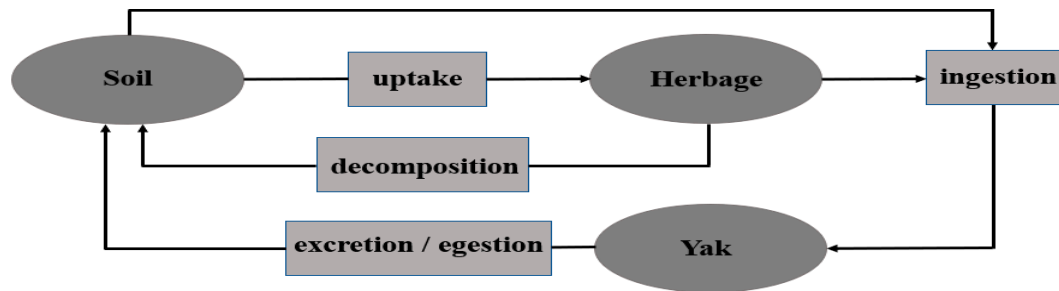 Soil
uptake
Herbage
ingestion
decomposition
excretion / egestion
Yak